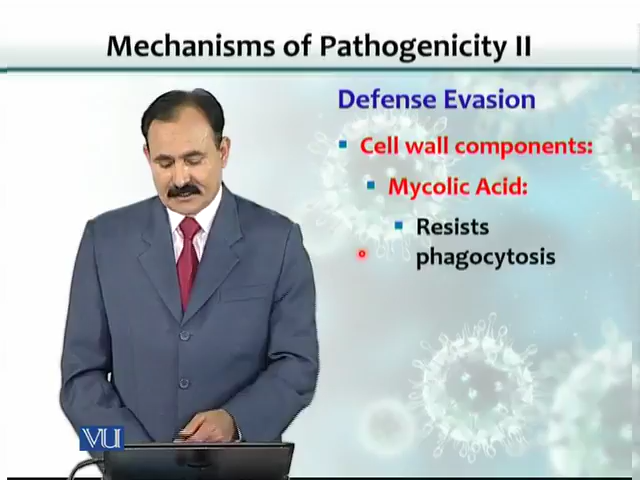 Mechanisms of Pathogenicity II
Defense Evasion
Cell wall components:
Mycolic Acid:
Resists
phagocytosis
VU